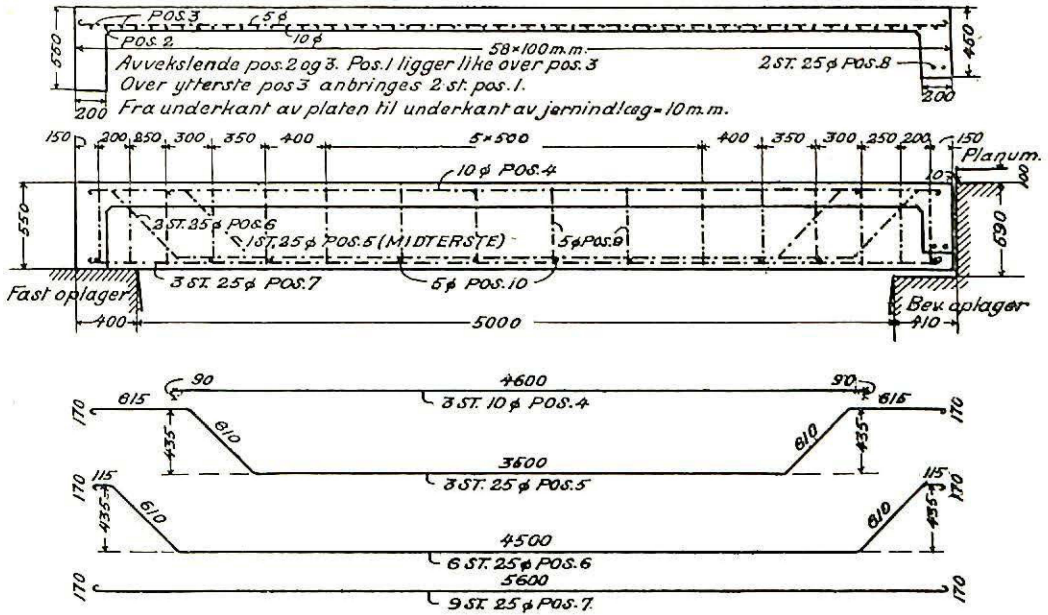 POS.3 5ϕ
POS.2 10ϕ
550
58×100 m.m.
450
Avvekslende pos.2 og 3. Pos.1 ligger like over pos.3
2 ST. 25ϕ POS.8
Over ytterste pos 3 anbringes 2 st. pos.1.
200
200
Fra underkant av platen til underkant av jernindlæg=10 m.m.
150 200 250 300 350 400 5×500 400 350 300 250 200 150
Planum.
10
100
10ϕ POS.4
550
690
2 ST. 25ϕ POS.6
1 ST. 25ϕ POS.5 (MIDTERSTE)
5ϕ POS.9
3 ST. 25ϕ POS.7
5ϕ POS.10
Fast oplager
Bev. oplager
400 5000 410
90 4600 90
3 ST. 10ϕ POS.4
170 615 615 170
435 610 610 435
3500
3 ST. 25ϕ POS.5
170 115 115 170
435 610 610 435
4500
6 ST. 25ϕ POS.6
5600
170 170
9 ST. 25ϕ POS.7.